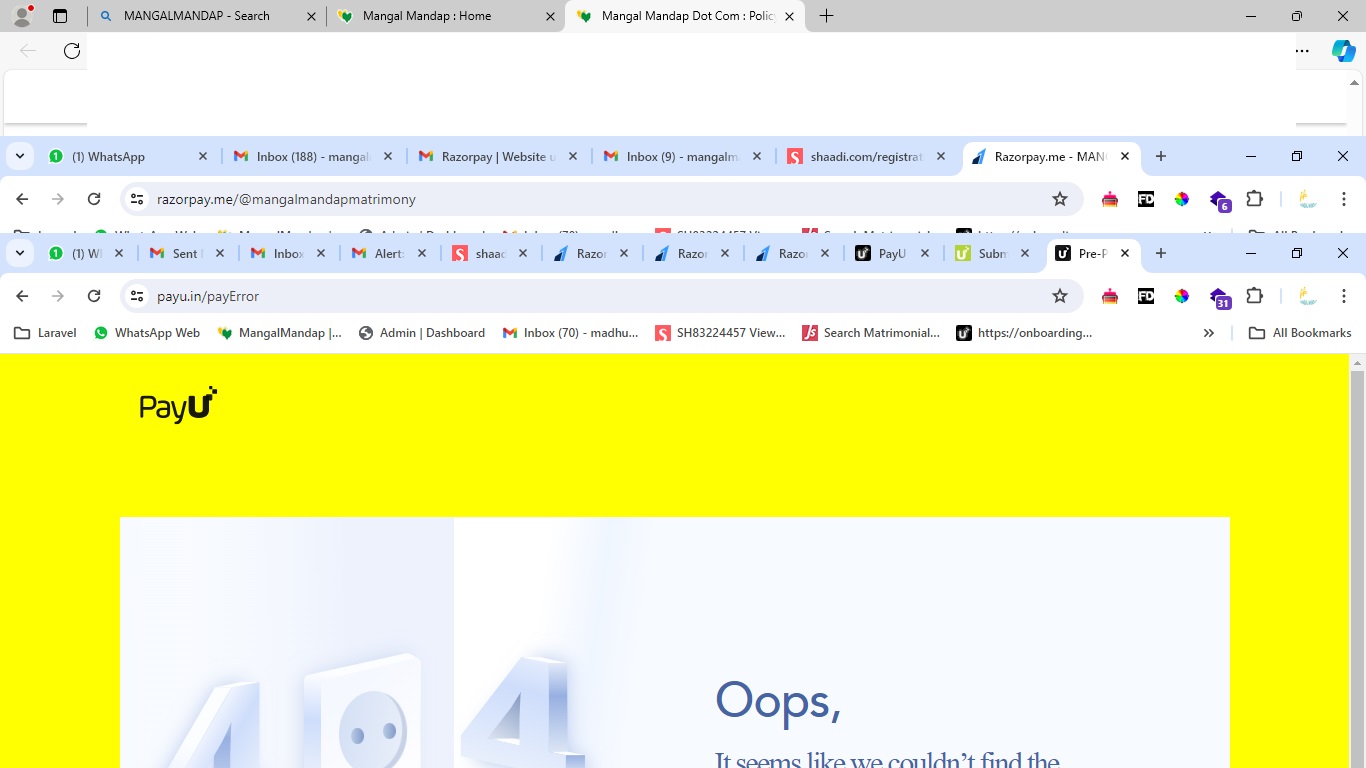 MANGALMANDAP - Search Mangal Mandap : Home Mangal Mandap Dot Com : Polic
(1) WhatsApp Inbox (188) - mangal Razorpay | Website u Inbox (9) - mangalm shaadi.com/registrat Razorpay.me - MAN
razorpay.me/@mangalmandapmatrimony 6
(1) W Sent Inbox Alert: shaad Razor Razor Razor PayU Subm Pre-P
payu.in/payError 31
Laravel WhatsApp Web MangalMandap |... Admin | Dashboard Inbox (70) - madhu... SH83224457 View... Search Matrimonial... https://onboarding... All Bookmarks
PayU
404
Oops,
It seems like we couldn't find the